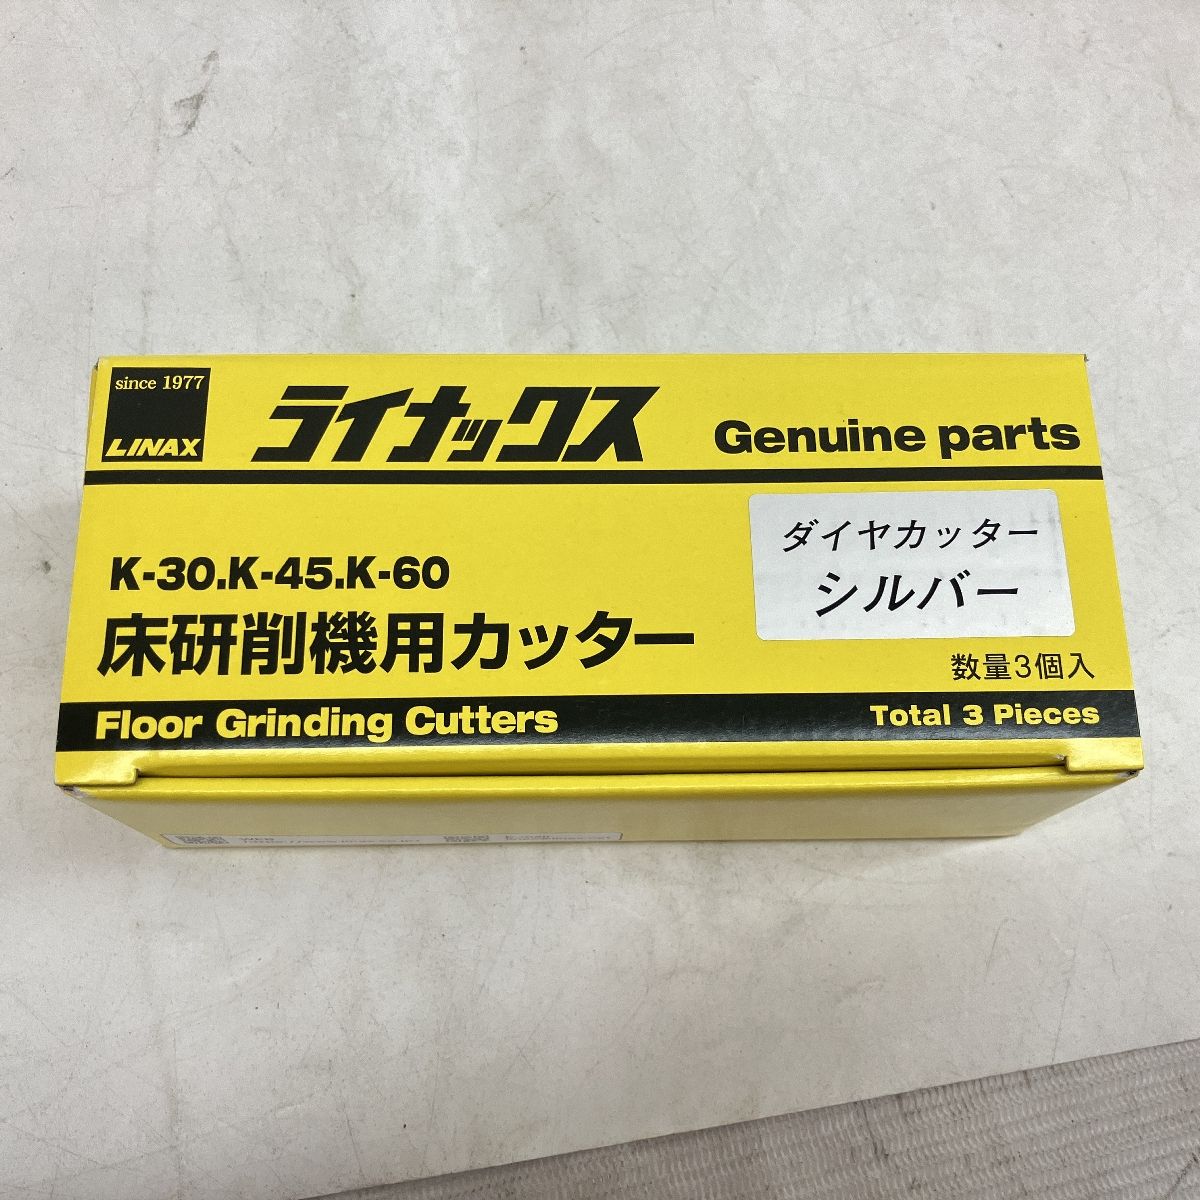 since 1977
LINAX
ライナックス
Genuine parts
ダイヤカッター
シルバー
K-30.K-45.K-60
床研削機用カッター
数量3個入
Floor Grinding Cutters
Total 3 Pieces